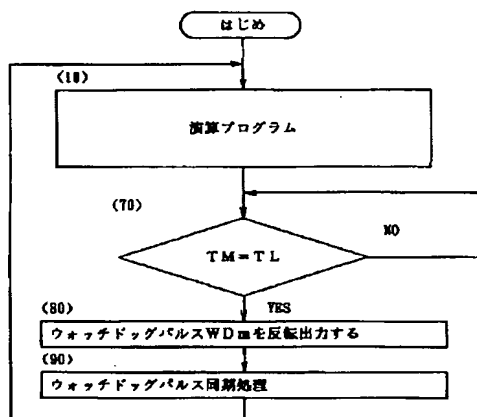 はじめ
(10)
演算プログラム
(70)
TM=TL
NO
YES
(80)
ウォッチドッグパルスWDmを反転出力する
(90)
ウォッチドッグパルス同期処理